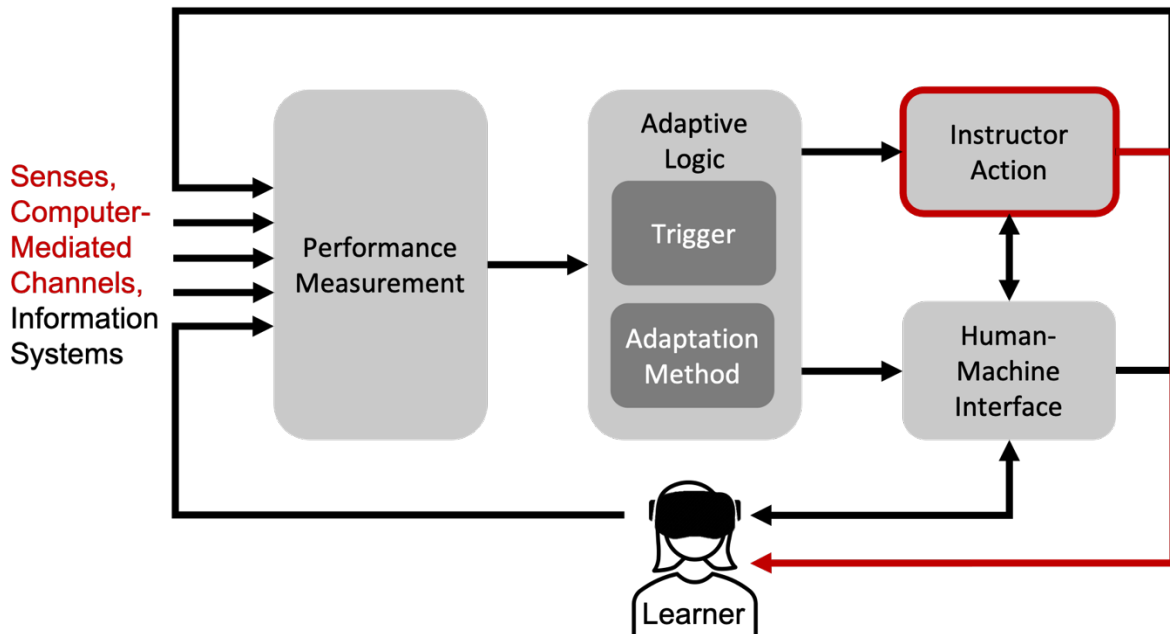 Senses,
Computer-
Mediated
Channels,
Information
Systems
Performance
Measurement
Adaptive
Logic
Trigger
Adaptation
Method
Instructor
Action
Human-
Machine
Interface
Learner